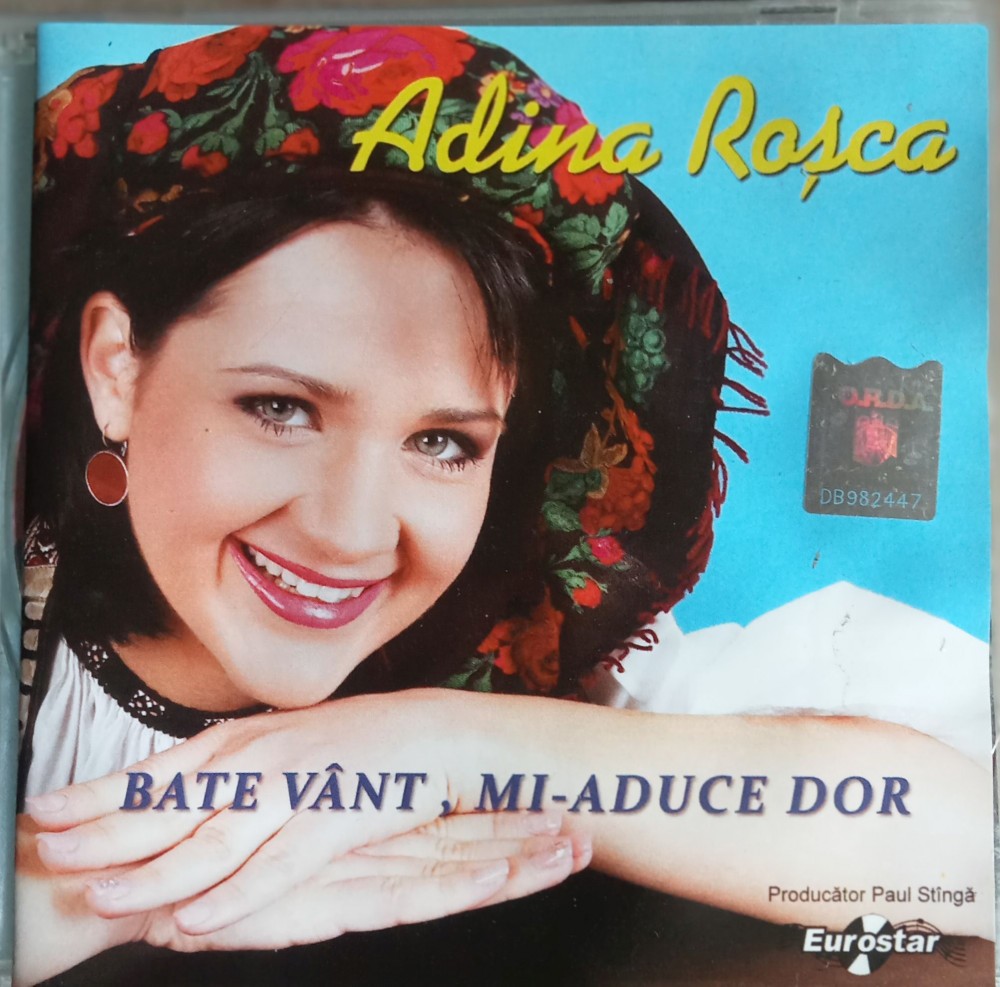 Adina Roșca
O.R.D.A.
DB982447
BATE VÂNT , MI-ADUCE DOR
Producător Paul Stîngă
Eurostar